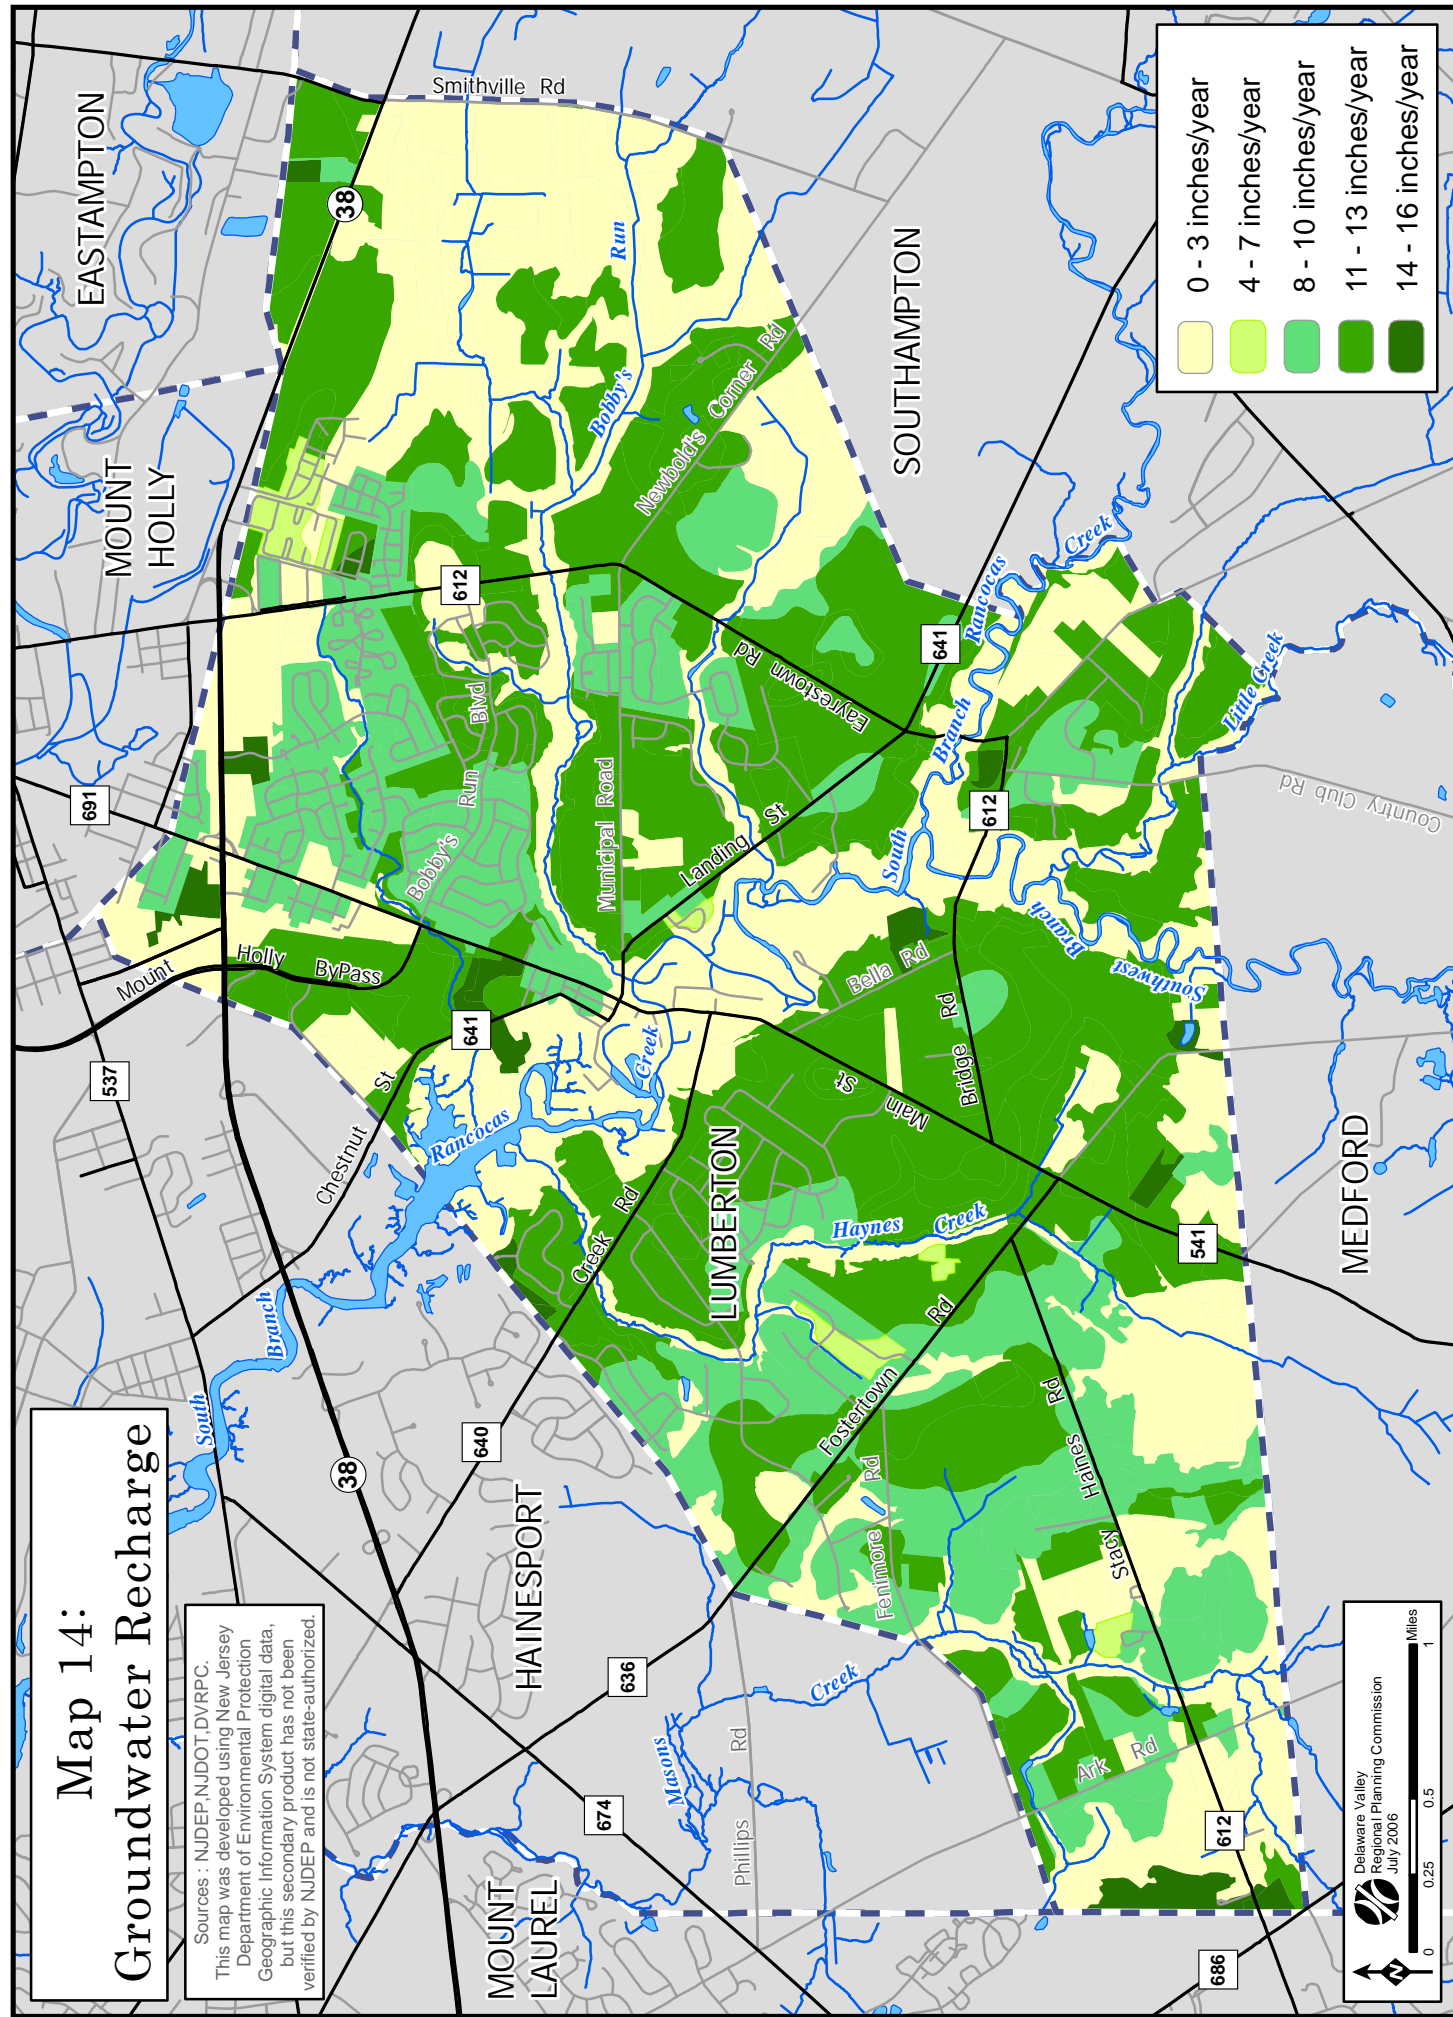 Map 14:
Groundwater Recharge
Sources : NJDEP,NJDOT,DVRPC.
This map was developed using New Jersey
Department of Environmental Protection
Geographic Information System digital data,
but this secondary product has not been
verified by NJDEP and is not state-authorized.
EASTAMPTON
MOUNT
HOLLY
SOUTHAMPTON
LUMBERTON
HAINESPORT
MOUNT
LAUREL
MEDFORD
Smithville Rd
38
Bobby's Run
Newbold's Corner Rd
612
691
Bobby's Run Blvd
Municipal Road
Eayrestown Rd
Landing St
641
South Branch Rancocas Creek
Little Creek
Country Club Rd
612
Southwest Branch
Mount Holly ByPass
537
641
Chestnut St
Rancocas Creek
Bella Rd
Bridge Rd
Main St
Creek Rd
Haynes Creek
541
South Branch
38
640
Fostertown Rd
Fenimore Rd
Stacy Haines Rd
636
Masons Creek
Phillips Rd
674
Ark Rd
612
686
0 - 3 inches/year
4 - 7 inches/year
8 - 10 inches/year
11 - 13 inches/year
14 - 16 inches/year
N
Delaware Valley
Regional Planning Commission
July 2006
0 0.25 0.5 1
Miles